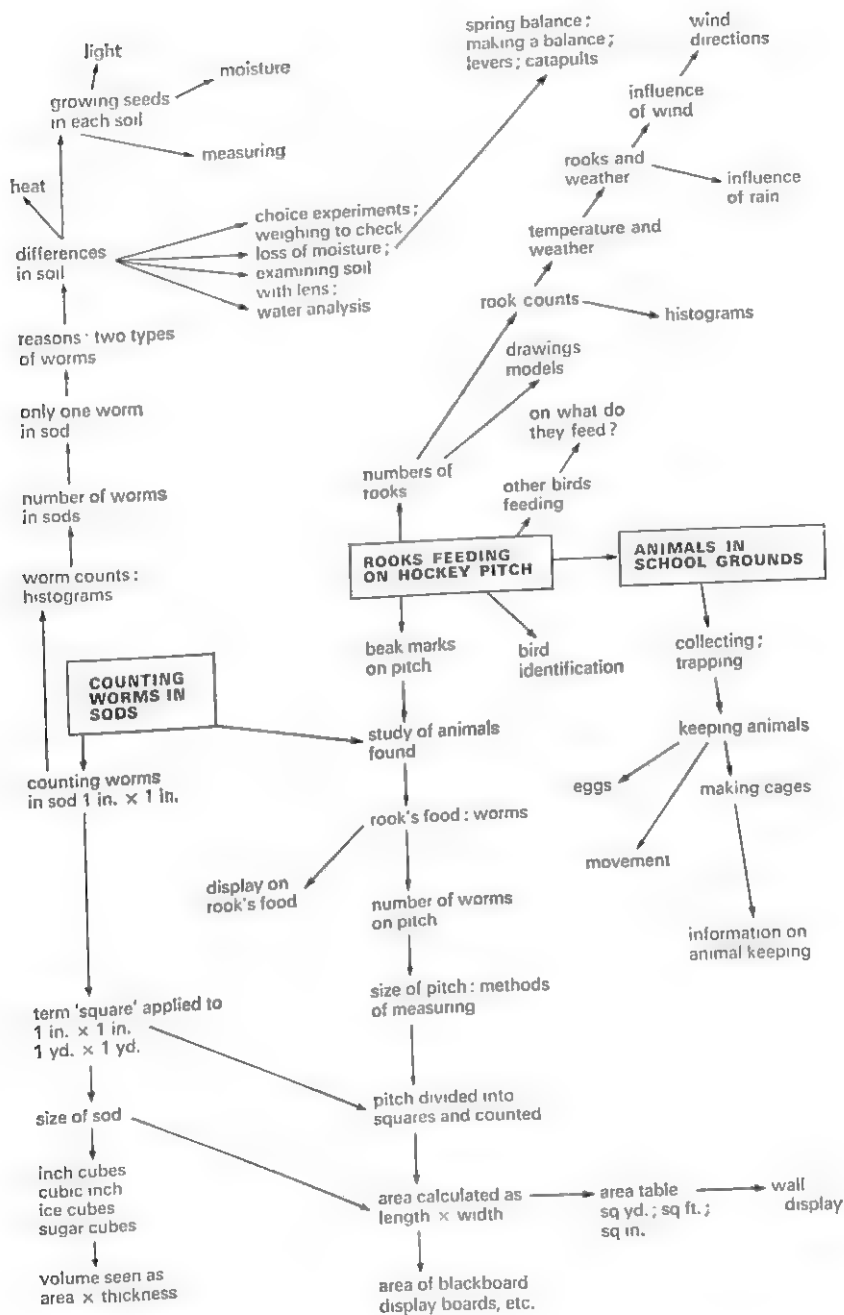 light
moisture
growing seeds
in each soil
measuring
heat
differences
in soil
choice experiments;
weighing to check
loss of moisture;
examining soil
with lens:
water analysis
spring balance;
making a balance;
levers; catapults
wind
directions
influence
of wind
rooks and
weather
influence
of rain
temperature and
weather
rook counts
histograms
drawings
models
on what do
they feed?
numbers of
rooks
other birds
feeding
reasons: two types
of worms
only one worm
in sod
number of worms
in sods
worm counts:
histograms
ROOKS FEEDING
ON HOCKEY PITCH
ANIMALS IN
SCHOOL GROUNDS
beak marks
on pitch
bird
identification
collecting;
trapping
COUNTING
WORMS IN
SODS
study of animals
found
keeping animals
counting worms
in sod 1 in. × 1 in.
eggs
making cages
rook's food: worms
movement
display on
rook's food
number of worms
on pitch
information on
animal keeping
size of pitch: methods
of measuring
term 'square' applied to
1 in. × 1 in.
1 yd. × 1 yd.
pitch divided into
squares and counted
size of sod
inch cubes
cubic inch
ice cubes
sugar cubes
area calculated as
length × width
area table
sq yd.; sq ft.;
sq in.
wall
display
volume seen as
area × thickness
area of blackboard
display boards, etc.